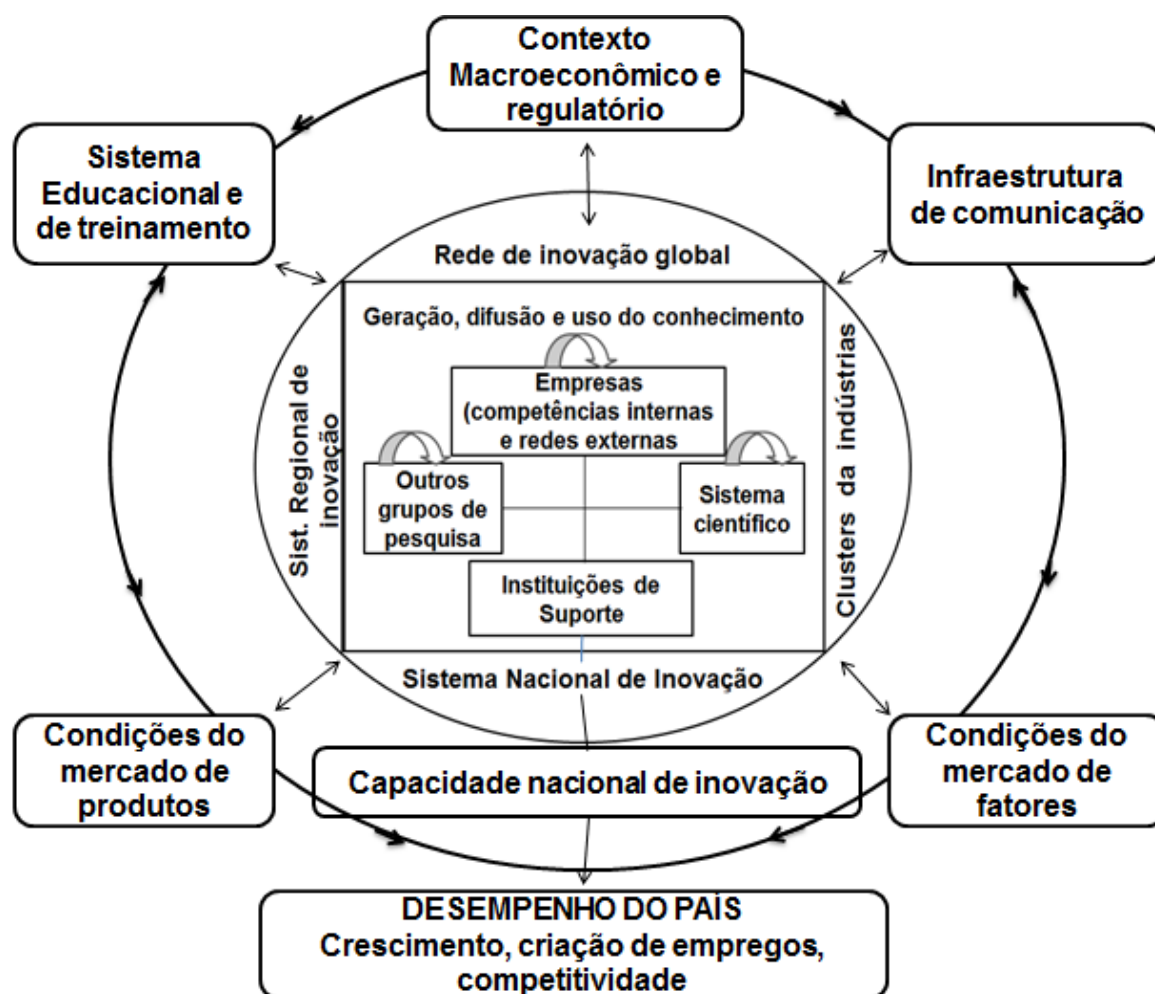 Contexto
Macroeconômico e
regulatório
Sistema
Educacional e
de treinamento
Infraestrutura
de comunicação
Rede de inovação global
Geração, difusão e uso do conhecimento
Sist. Regional de
inovação
Clusters da indústrias
Empresas
(competências internas
e redes externas
Outros
grupos de
pesquisa
Sistema
científico
Instituições de
Suporte
Sistema Nacional de Inovação
Condições do
mercado de
produtos
Capacidade nacional de inovação
Condições do
mercado de
fatores
DESEMPENHO DO PAÍS
Crescimento, criação de empregos,
competitividade